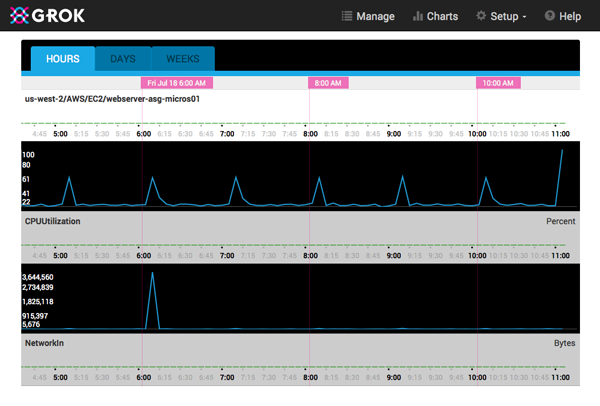 GROK Manage Charts Setup Help
HOURS DAYS WEEKS
Fri Jul 18 6:00 AM 8:00 AM 10:00 AM
us-west-2/AWS/EC2/webserver-asg-micros01
4:45 5:00 5:15 5:30 5:45 6:00 6:15 6:30 6:45 7:00 7:15 7:30 7:45 8:00 8:15 8:30 8:45 9:00 9:15 9:30 9:45 10:00 10:15 10:30 10:45 11:00
100
80
61
41
22
CPUUtilization Percent
4:45 5:00 5:15 5:30 5:45 6:00 6:15 6:30 6:45 7:00 7:15 7:30 7:45 8:00 8:15 8:30 8:45 9:00 9:15 9:30 9:45 10:00 10:15 10:30 10:45 11:00
3,644,560
2,734,839
1,825,118
915,397
5,676
NetworkIn Bytes
4:45 5:00 5:15 5:30 5:45 6:00 6:15 6:30 6:45 7:00 7:15 7:30 7:45 8:00 8:15 8:30 8:45 9:00 9:15 9:30 9:45 10:00 10:15 10:30 10:45 11:00